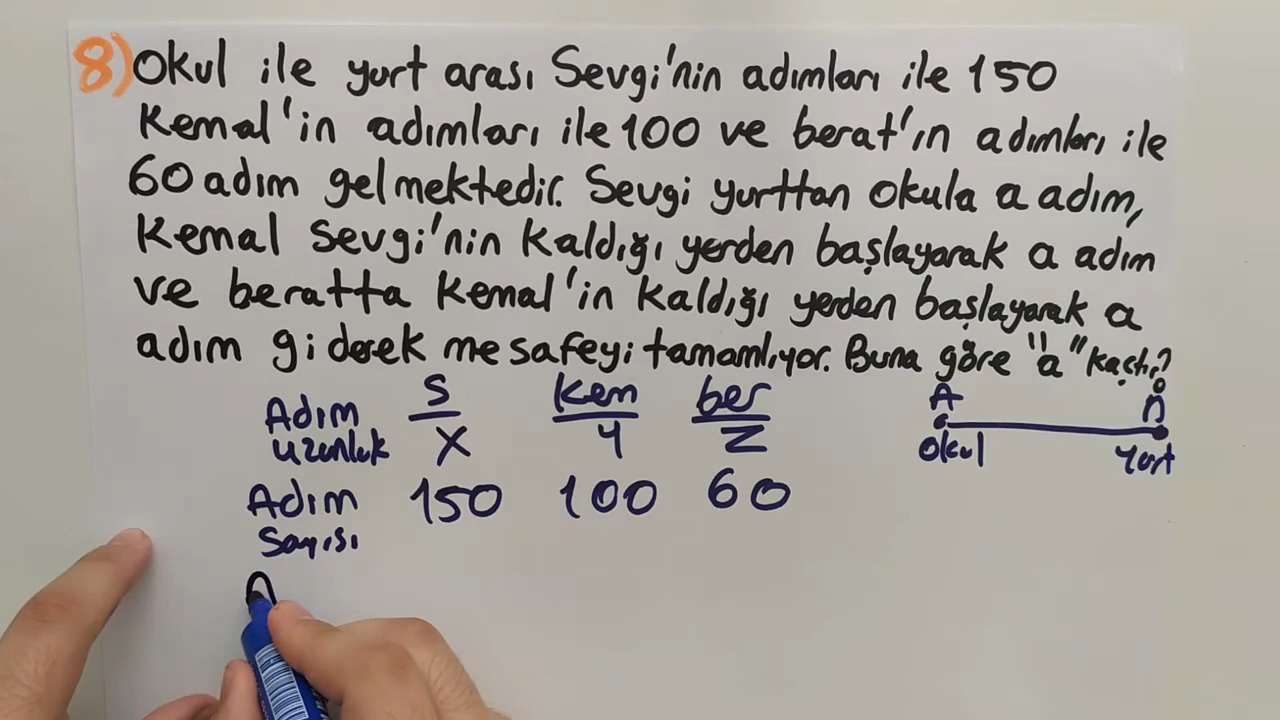 8) Okul ile yurt arası Sevgi'nin adımları ile 150
Kemal'in adımları ile 100 ve berat'ın adımları ile
60 adım gelmektedir. Sevgi yurttan okula a adım,
Kemal Sevgi'nin kaldığı yerden başlayarak a adım
ve beratta Kemal'in kaldığı yerden başlayarak a
adım giderek mesafeyi tamamlıyor. Buna göre "a" kaçtır?
S kem ber
Adım uzunluk X Y Z
Adım Sayısı 150 100 60
A
okul yurt